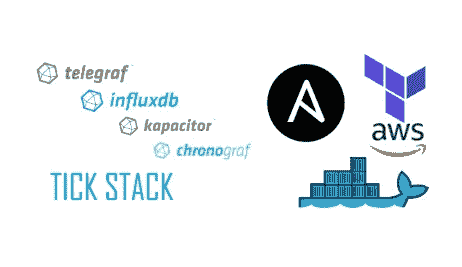 telegraf
influxdb
kapacitor
chronograf
TICK STACK
aws